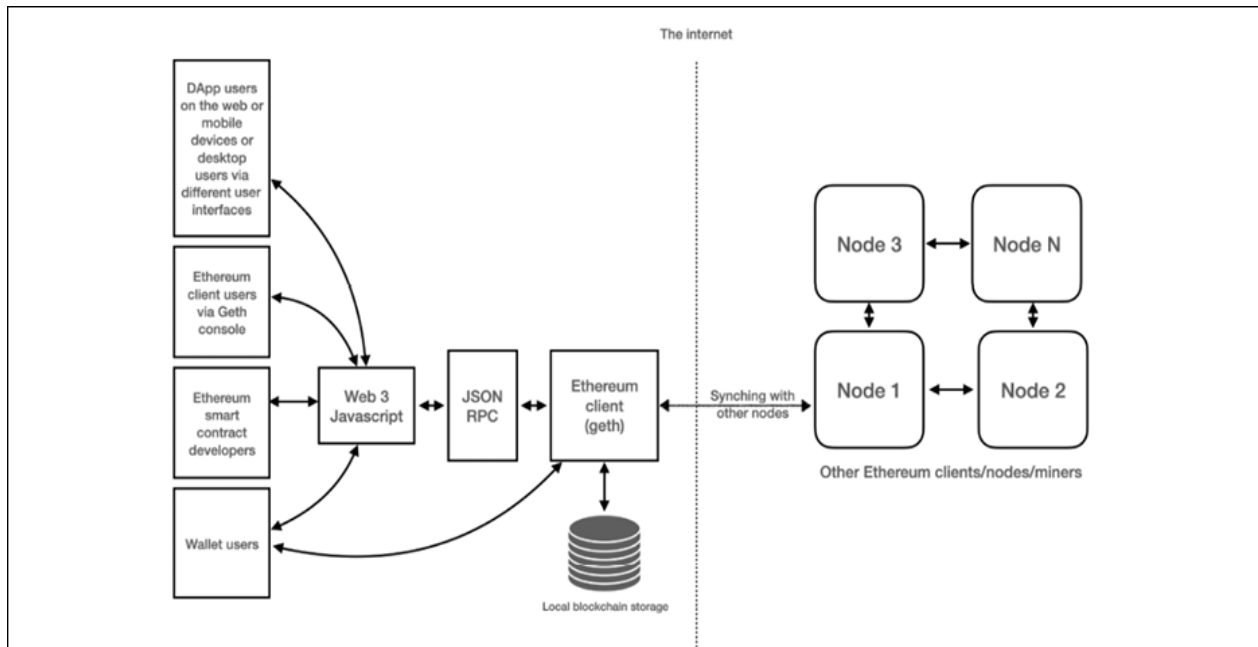 The internet
DApp users
on the web or
mobile
devices or
desktop
users via
different user
interfaces
Ethereum
client users
via Geth
console
Ethereum
smart
contract
developers
Wallet users
Web 3
Javascript
JSON
RPC
Ethereum
client
(geth)
Local blockchain storage
Synching with
other nodes
Node 3
Node N
Node 1
Node 2
Other Ethereum clients/nodes/miners